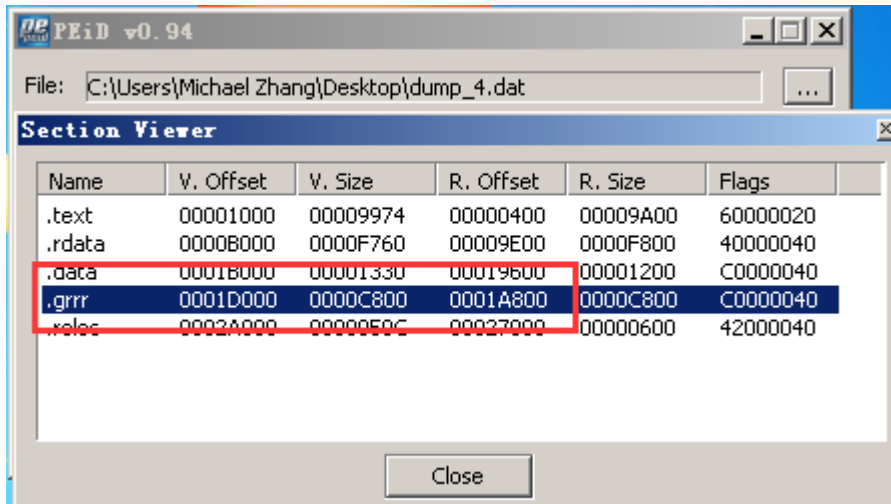 PEiD v0.94
File: C:\Users\Michael Zhang\Desktop\dump_4.dat ...
Section Viewer
Name V. Offset V. Size R. Offset R. Size Flags
.text 00001000 00009974 00000400 00009A00 60000020
.rdata 0000B000 0000F760 00009E00 0000F800 40000040
.data 0001B000 00001330 00019600 00001200 C0000040
.grrr 0001D000 0000C800 0001A800 0000C800 C0000040
.reloc 0002A000 00027000 00000600 42000040
Close